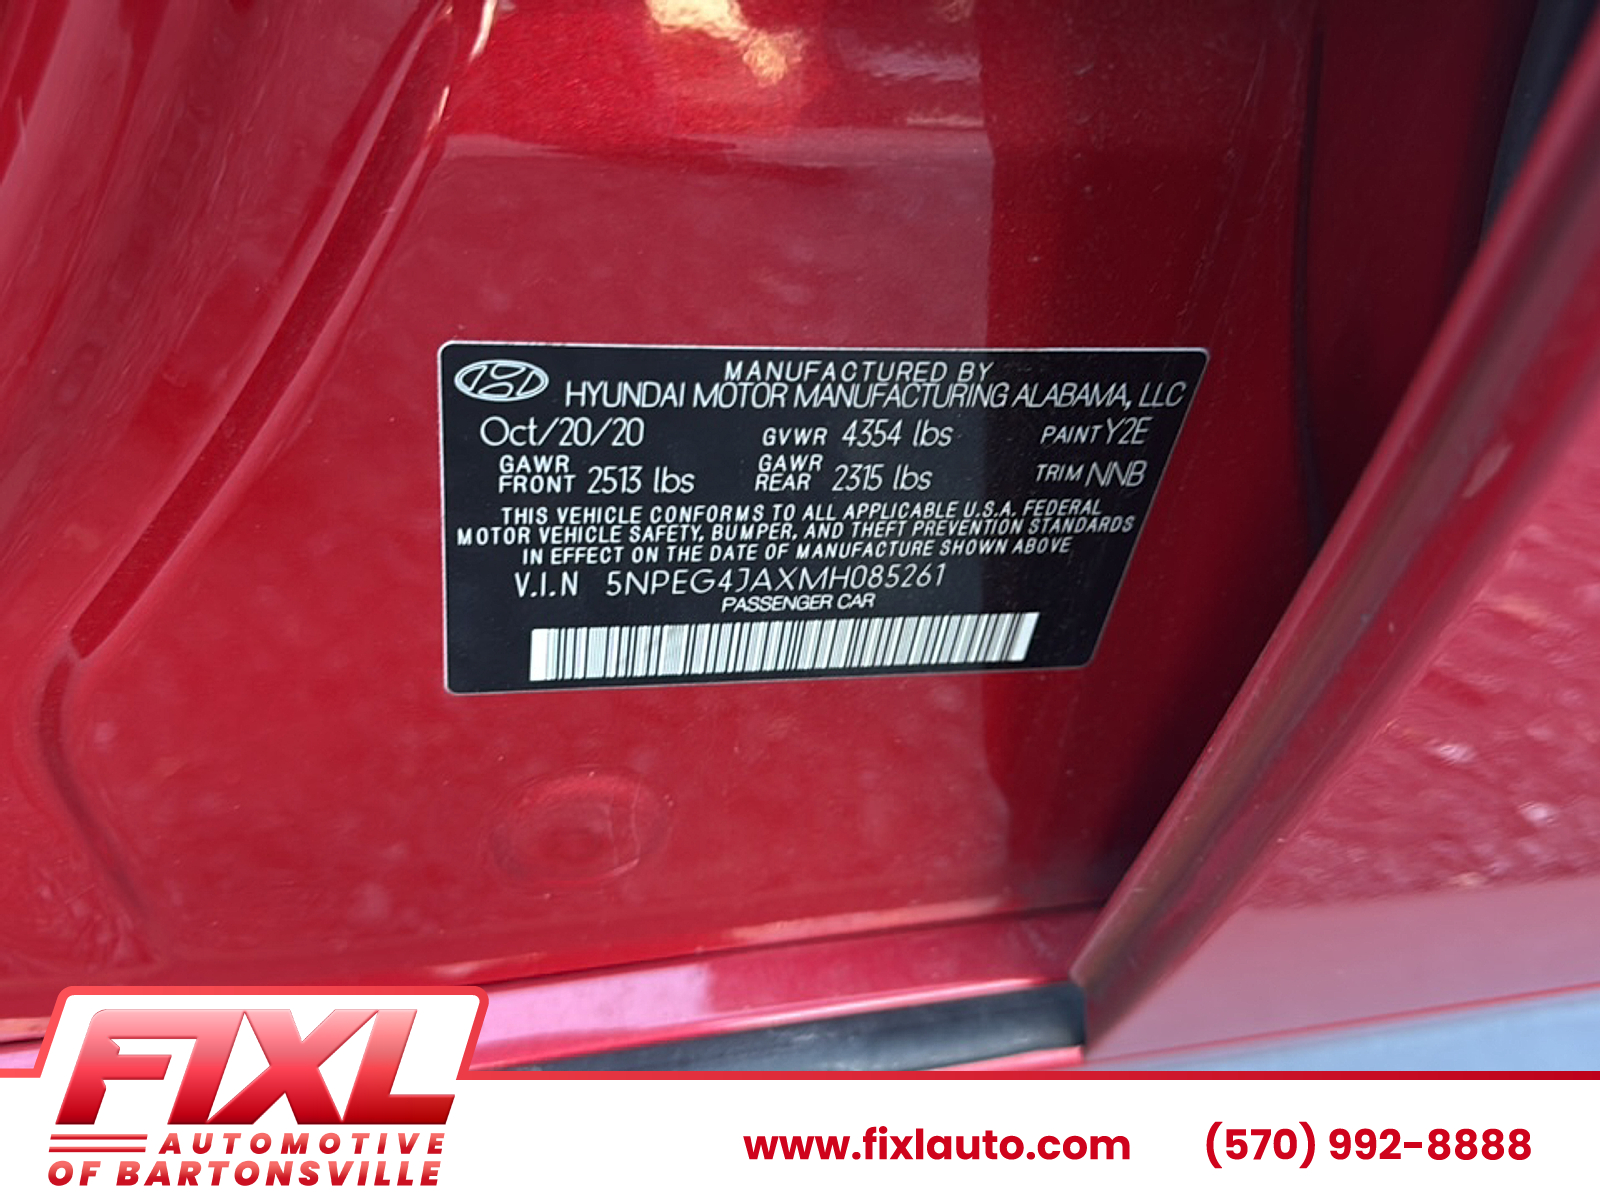 MANUFACTURED BY
HYUNDAI MOTOR MANUFACTURING ALABAMA, LLC
Oct/20/20 GVWR 4354 lbs PAINT Y2E
GAWR FRONT 2513 lbs GAWR REAR 2315 lbs TRIM NNB
THIS VEHICLE CONFORMS TO ALL APPLICABLE U.S.A. FEDERAL
MOTOR VEHICLE SAFETY, BUMPER, AND THEFT PREVENTION STANDARDS
IN EFFECT ON THE DATE OF MANUFACTURE SHOWN ABOVE
V.I.N 5NPEG4JAXMH085261
PASSENGER CAR
FIXL
AUTOMOTIVE
OF BARTONSVILLE
www.fixlauto.com (570) 992-8888